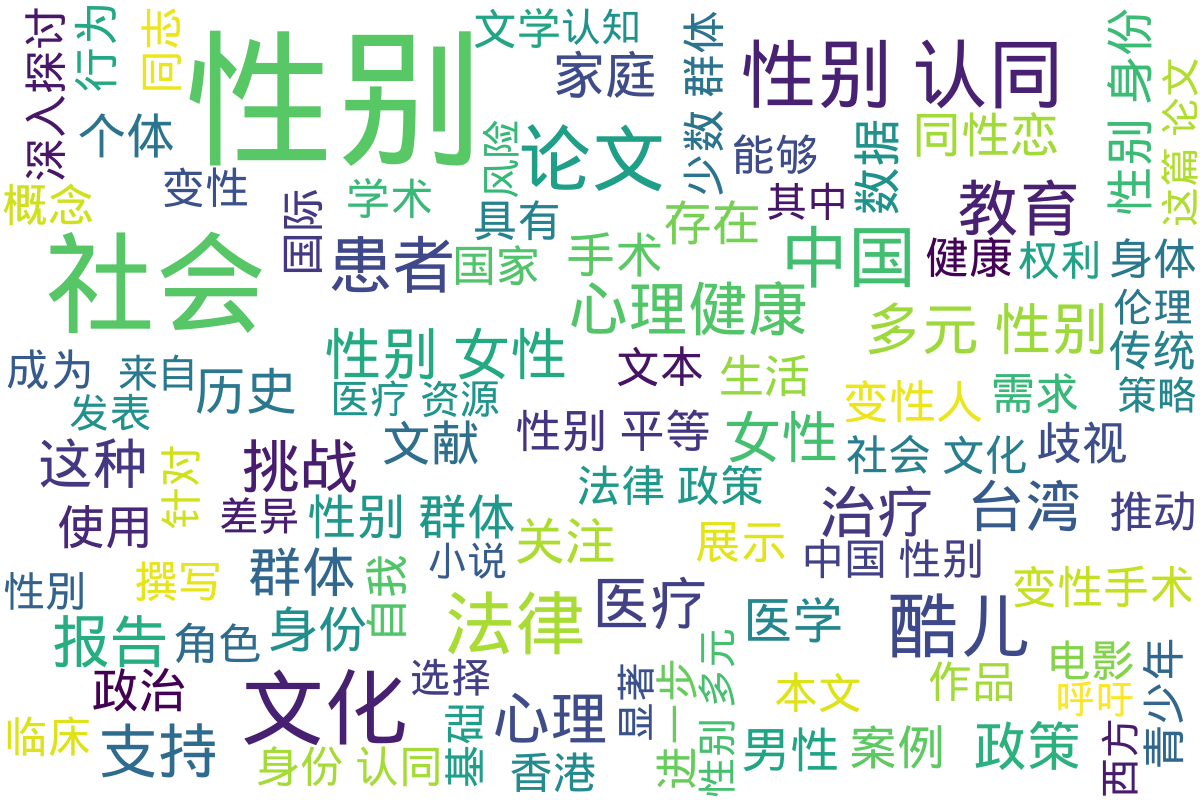 深入探讨
行为
同志
性别
文学认知
家庭
少数 群体
性别 认同
性别 身份
这篇 论文
个体
风险
论文
能够
数据
同性恋
概念
变性
国际
学术
具有
存在
其中
教育
社会
患者
国家
手术
中国
健康
权利
身体
心理健康
多元 性别
伦理
传统
成为
来自
历史
性别 女性
文本
生活
变性人
需求
策略
发表
医疗 资源
这种
挑战
文献
性别 平等
女性
社会 文化
歧视
针对
使用
差异
性别 群体
法律 政策
关注
展示
治疗
台湾
推动
性别
撰写
群体
自我
小说
中国 性别
变性手术
报告
角色
身份
法律
医疗
医学
酷儿
政治
文化
选择
显著
进一步
性别 多元
本文
作品
电影
呼吁
青少年
临床
支持
身份 认同
基础
心理
香港
男性
案例
政策
西方